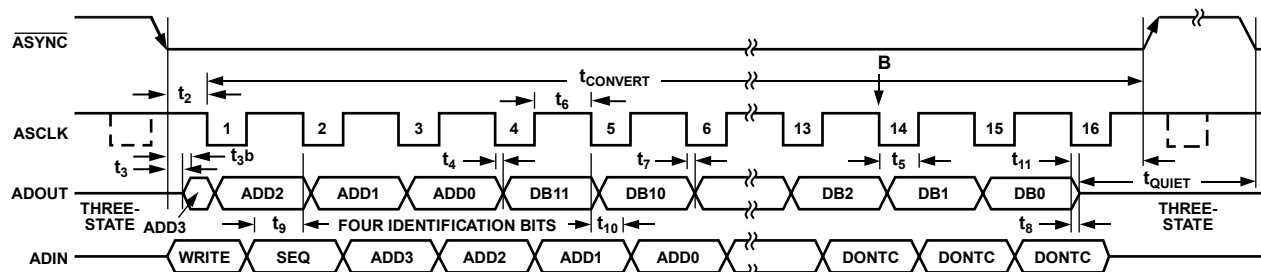 ASYNC
B
tCONVERT
t2
t6
ASCLK
1 2 3 4 5 6 13 14 15 16
t3b
t3
t4
t7
t5
t11
tQUIET
ADOUT
ADD2 ADD1 ADD0 DB11 DB10 DB2 DB1 DB0
THREE-STATE
ADD3
t9
FOUR IDENTIFICATION BITS
t10
t8
THREE-STATE
ADIN
WRITE SEQ ADD3 ADD2 ADD1 ADD0 DONTC DONTC DONTC